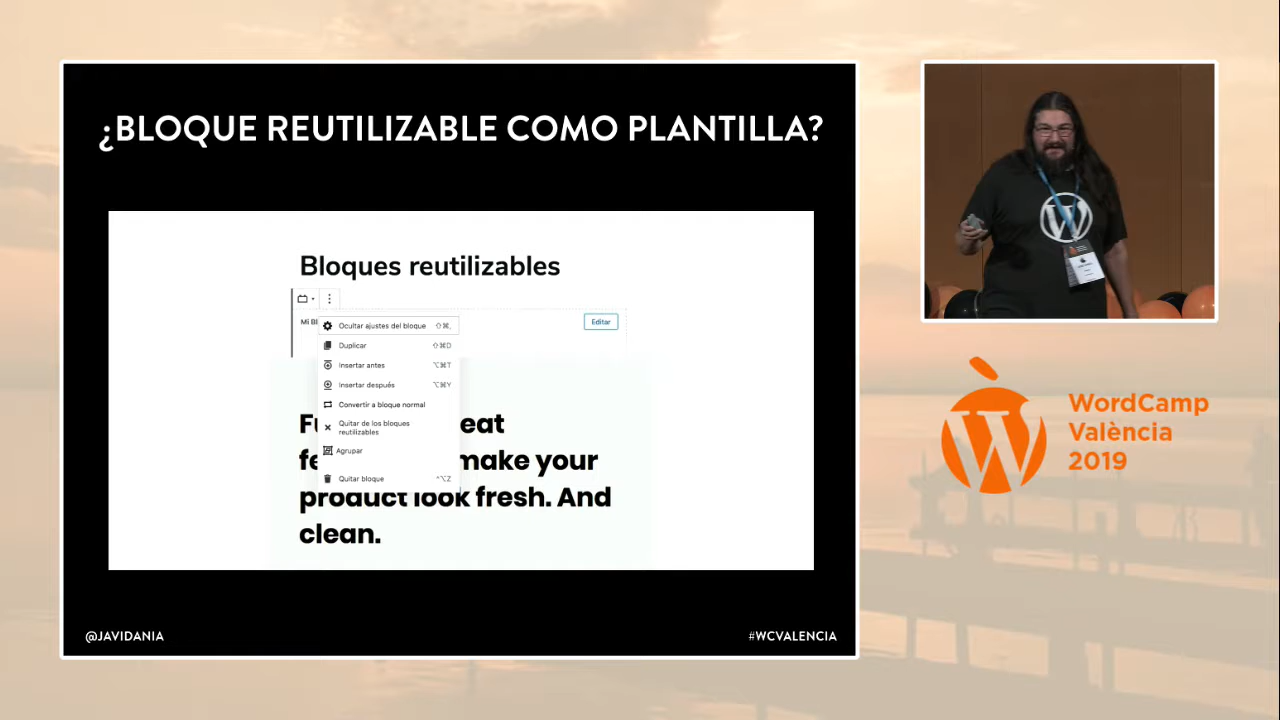 ¿BLOQUE REUTILIZABLE COMO PLANTILLA?
Bloques reutilizables
Mi Bl
Editar
Ocultar ajustes del bloque ⇧⌘,
Duplicar ⇧⌘D
Insertar antes ⌥⌘T
Insertar después ⌥⌘Y
Convertir a bloque normal
Quitar de los bloques
reutilizables
Agrupar
Quitar bloque ^⌥Z
eat
make your
product look fresh. And
clean.
@JAVIDANIA
#WCVALENCIA
WordCamp
València
2019